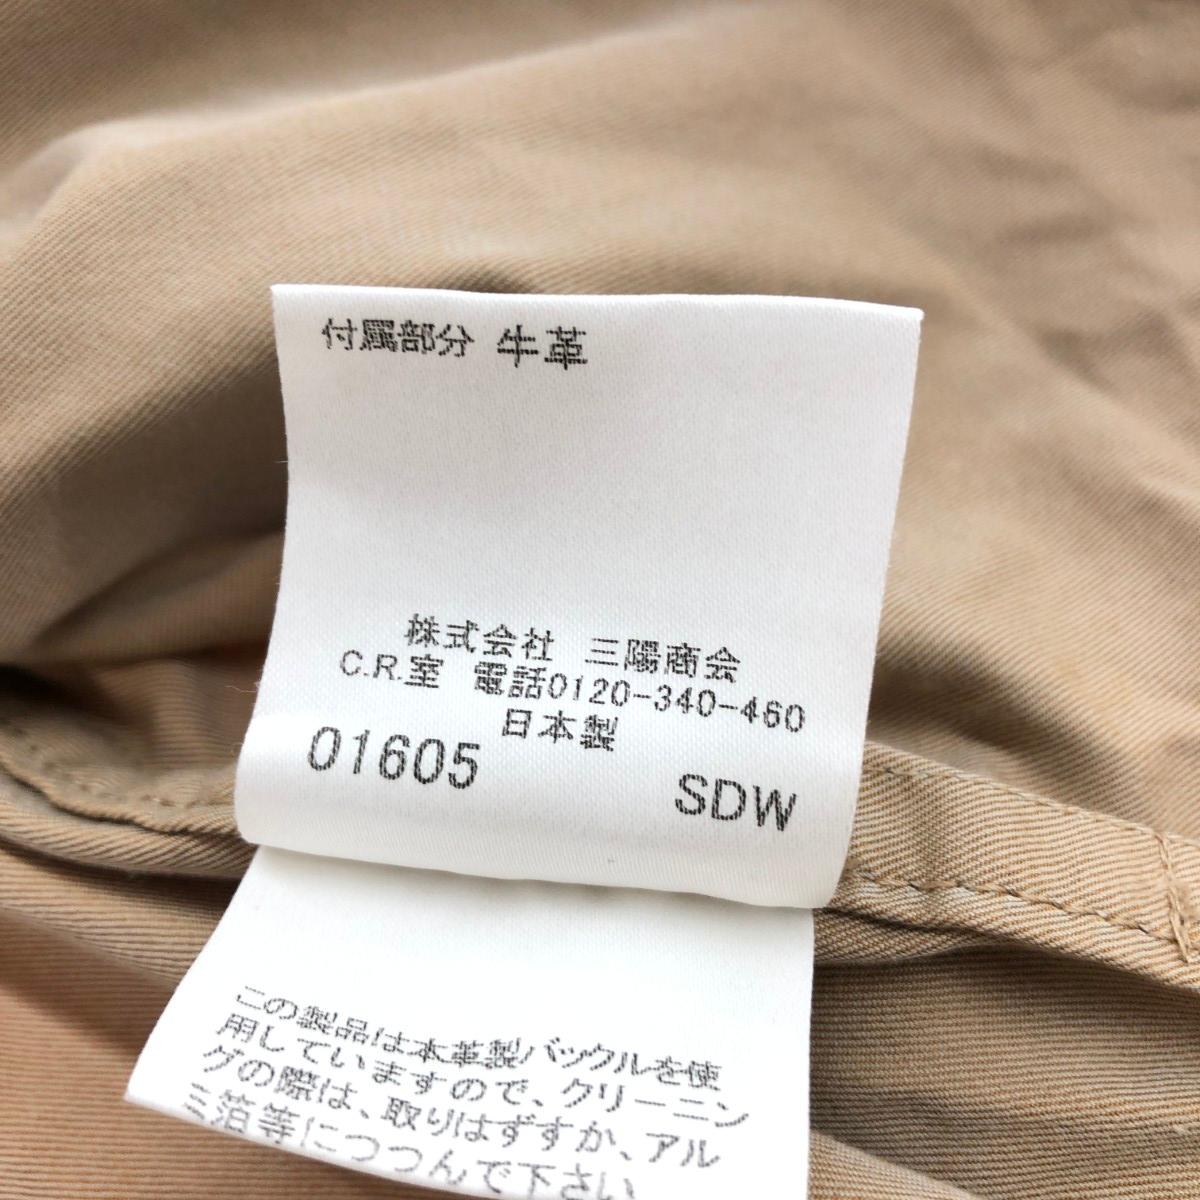 付属部分 牛革
株式会社 三陽商会
C.R.室 電話0120-340-460
日本製
01605 SDW
この製品は本革製バックルを使
用していますので、クリーニン
グの際は、取りはずすか、アル
ミ箔等につつんで下さい